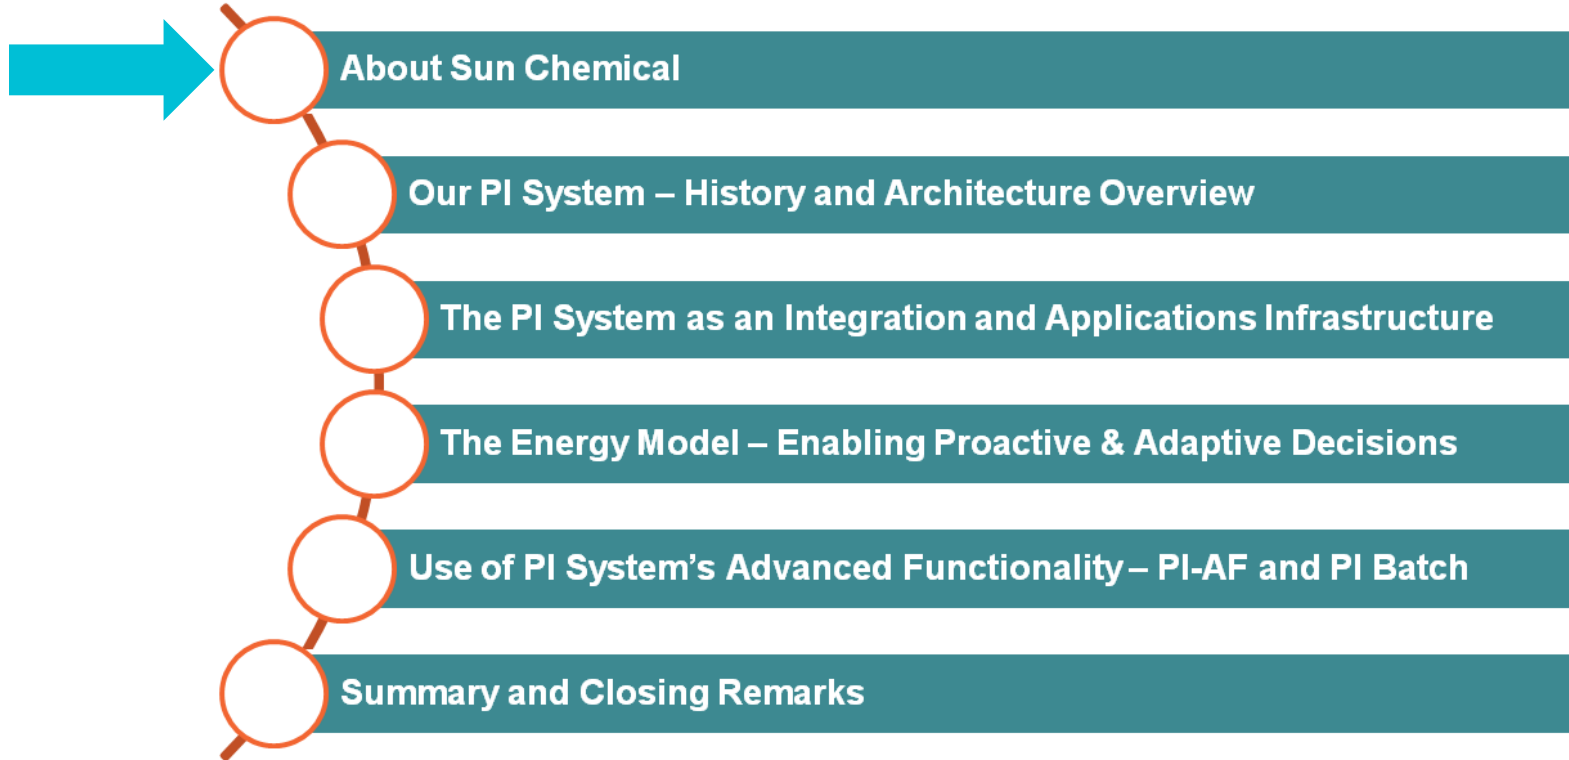 About Sun Chemical
Our PI System – History and Architecture Overview
The PI System as an Integration and Applications Infrastructure
The Energy Model – Enabling Proactive & Adaptive Decisions
Use of PI System’s Advanced Functionality – PI-AF and PI Batch
Summary and Closing Remarks